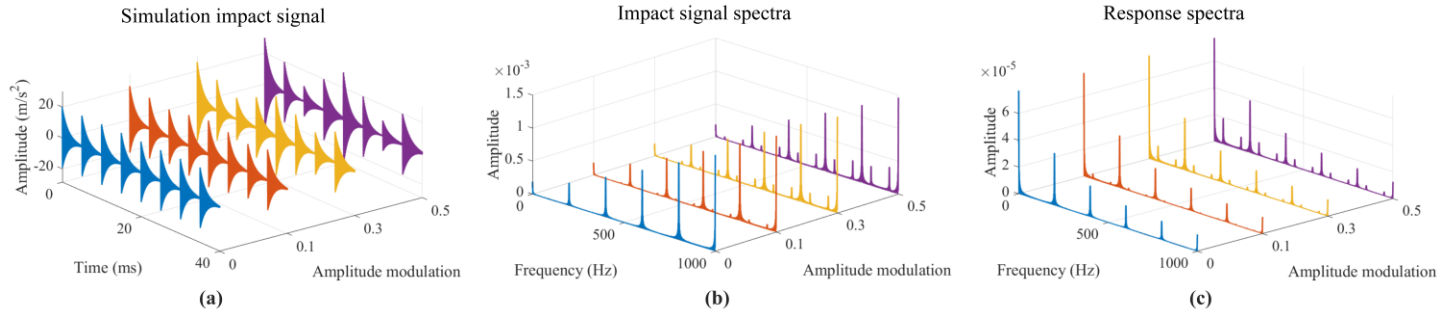 Simulation impact signal
Amplitude (m/s²)
20
0
-20
0
20
40
Time (ms)
0
0.1
0.3
0.5
Amplitude modulation
(a)
Impact signal spectra
×10⁻³
Amplitude
1.5
1
0.5
0
0
500
1000
Frequency (Hz)
0
0.1
0.3
0.5
Amplitude modulation
(b)
Response spectra
×10⁻⁵
Amplitude
6
4
2
0
0
500
1000
Frequency (Hz)
0
0.1
0.3
0.5
Amplitude modulation
(c)